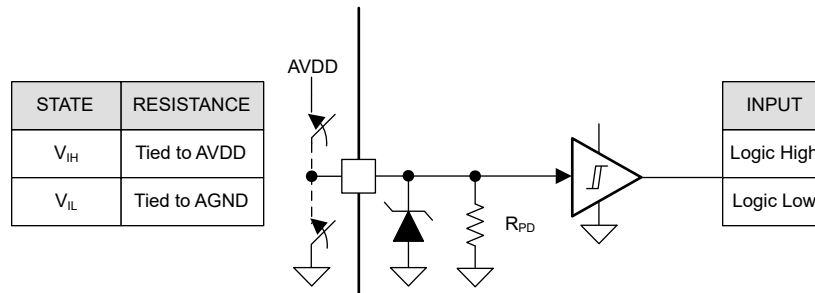 AVDD
STATE RESISTANCE
V_IH Tied to AVDD
V_IL Tied to AGND
R_PD
INPUT
Logic High
Logic Low